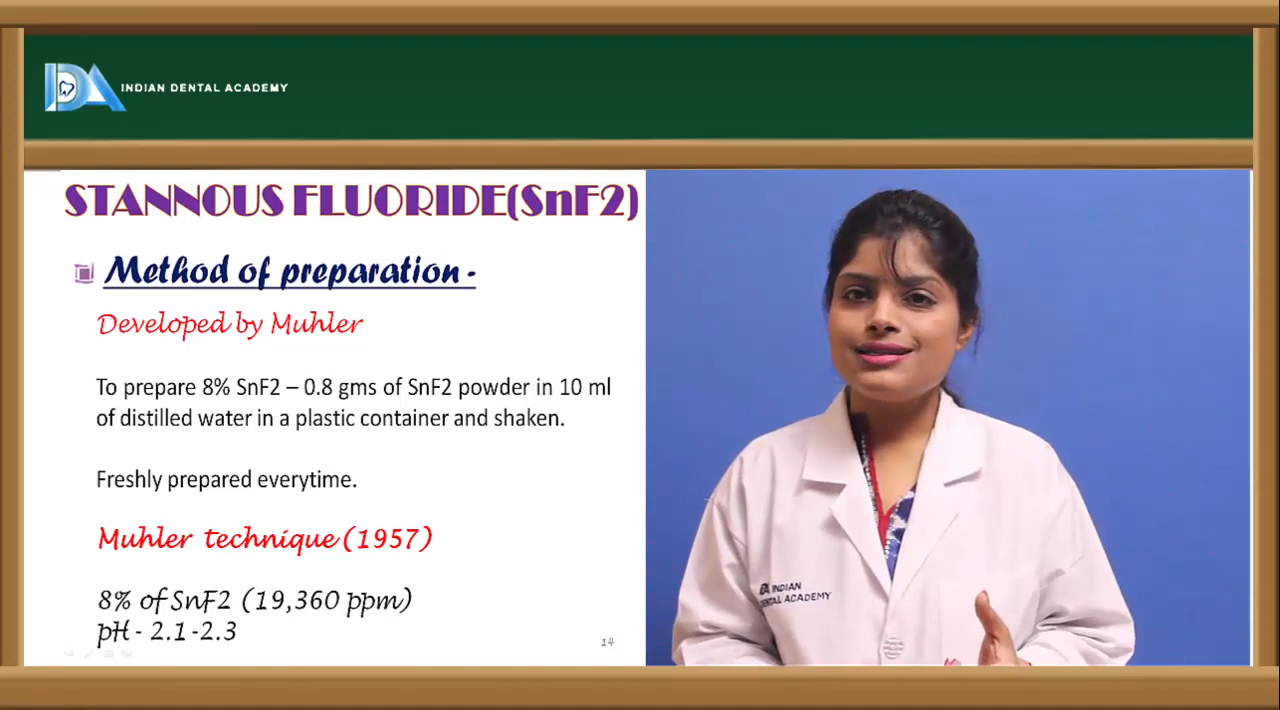 INDIAN DENTAL ACADEMY
STANNOUS FLUORIDE(SnF2)
Method of preparation -
Developed by Muhler
To prepare 8% SnF2 – 0.8 gms of SnF2 powder in 10 ml
of distilled water in a plastic container and shaken.
Freshly prepared everytime.
Muhler technique (1957)
8% of SnF2 (19,360 ppm)
pH - 2.1-2.3
14
INDIAN
DENTAL ACADEMY